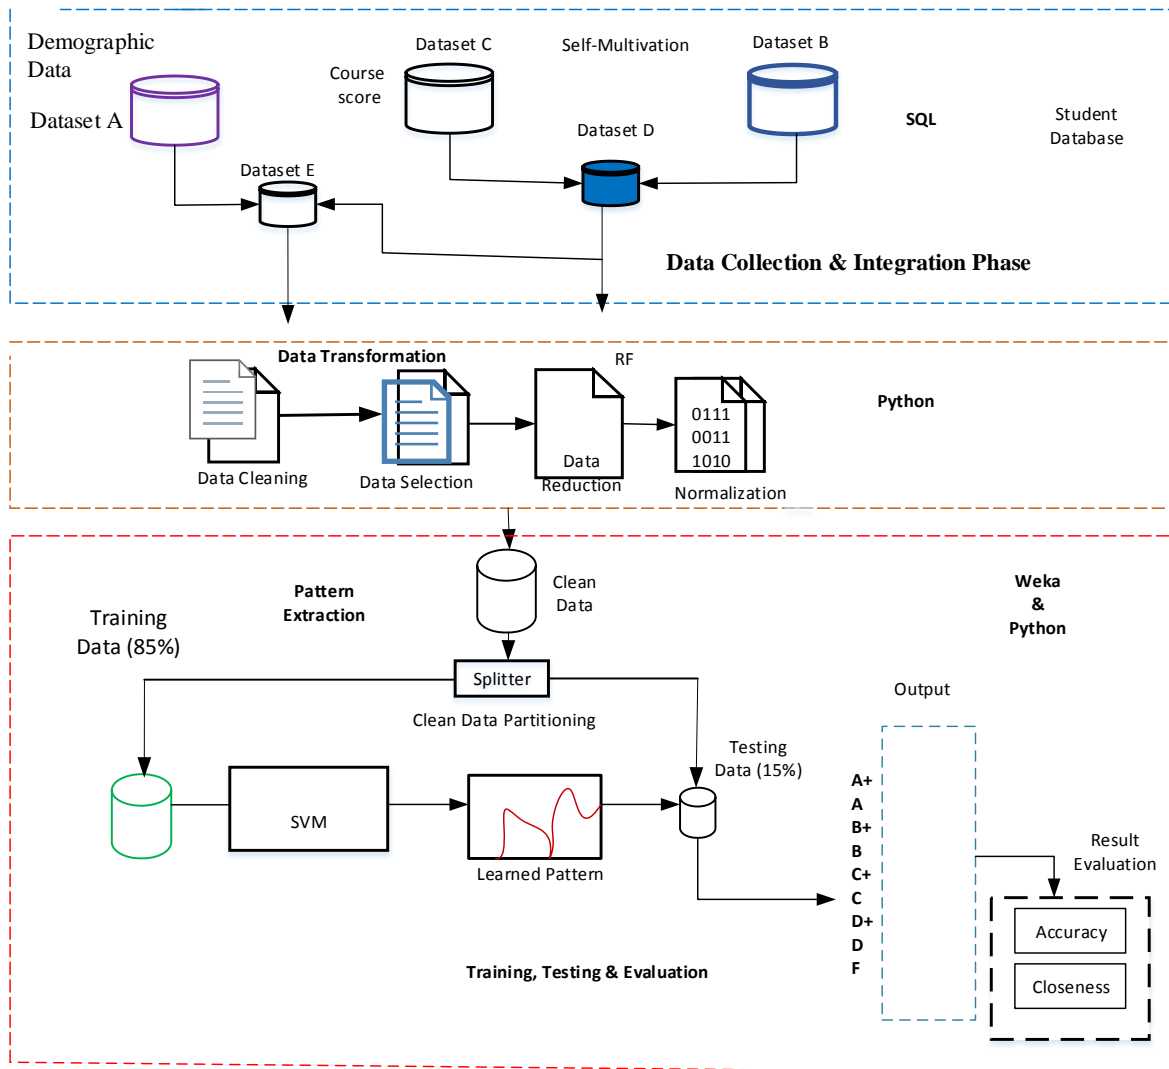 Demographic
Data
Dataset A
Dataset C
Course
score
Self-Multivation
Dataset B
Dataset D
Dataset E
SQL
Student
Database
Data Collection & Integration Phase
Data Transformation
RF
Python
0111
0011
1010
Data Cleaning
Data Selection
Data
Reduction
Normalization
Clean
Data
Pattern
Extraction
Weka
&
Python
Training
Data (85%)
Splitter
Clean Data Partitioning
Output
Testing
Data (15%)
SVM
Learned Pattern
A+
A
B+
B
C+
C
D+
D
F
Result
Evaluation
Accuracy
Closeness
Training, Testing & Evaluation